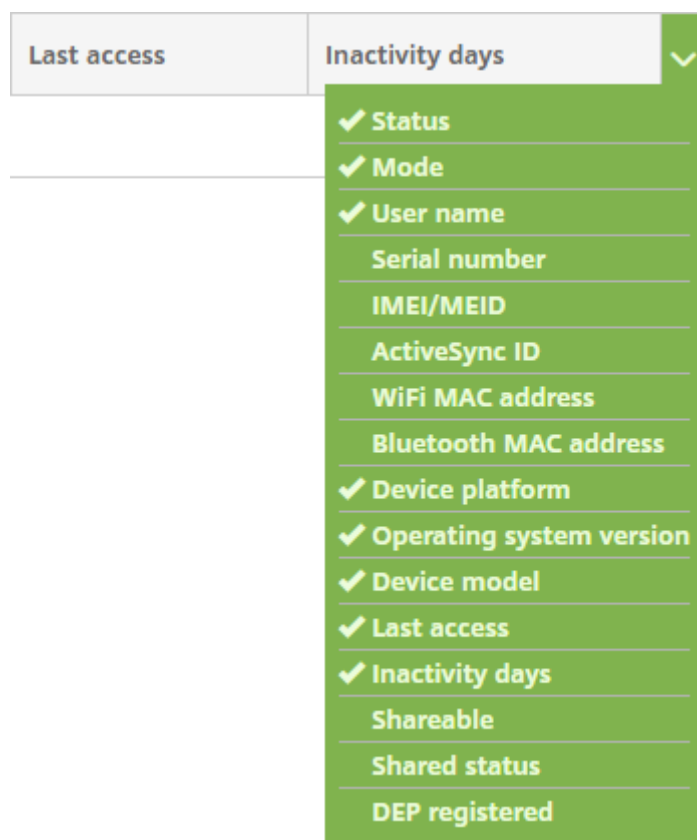 Last access Inactivity days
Status
Mode
User name
Serial number
IMEI/MEID
ActiveSync ID
WiFi MAC address
Bluetooth MAC address
Device platform
Operating system version
Device model
Last access
Inactivity days
Shareable
Shared status
DEP registered